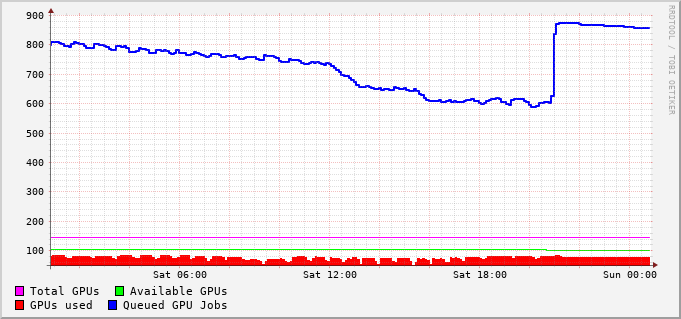 900
800
700
600
500
400
300
200
100
Sat 06:00 Sat 12:00 Sat 18:00 Sun 00:00
Total GPUs Available GPUs
GPUs used Queued GPU Jobs
RRDTOOL / TOBI OETIKER